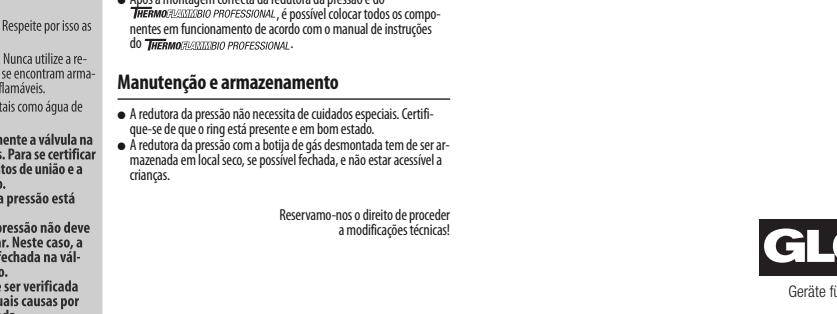 Respeite por isso as
Nunca utilize a re-
se encontram arma-
flamáveis.
tais como água de
mente a válvula na
s. Para se certificar
tos de união e a
o.
a pressão está
pressão não deve
ar. Neste caso, a
fechada na vál-
o.
e ser verificada
uais causas por
● Após a montagem correcta da redutora da pressão e do
THERMOFLAMMBIO PROFESSIONAL, é possível colocar todos os compo-
nentes em funcionamento de acordo com o manual de instruções
do THERMOFLAMMBIO PROFESSIONAL.
Manutenção e armazenamento
● A redutora da pressão não necessita de cuidados especiais. Certifi-
que-se de que o ring está presente e em bom estado.
● A redutora da pressão com a botija de gás desmontada tem de ser ar-
mazenada em local seco, se possível fechada, e não estar acessível a
crianças.
Reservamo-nos o direito de proceder
a modificações técnicas!
GL
Geräte fü